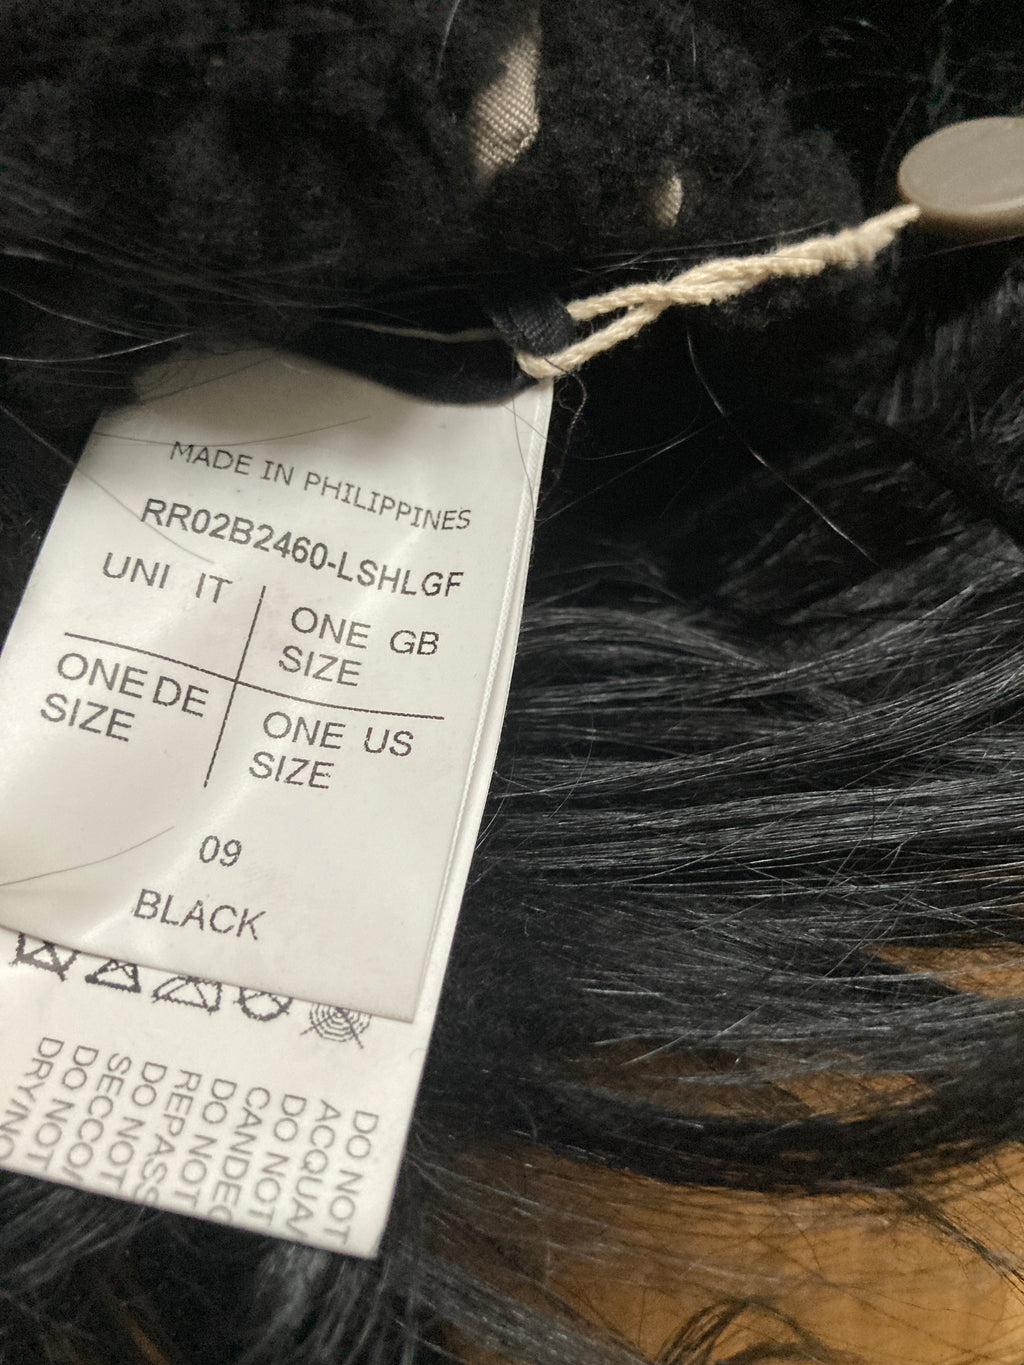 MADE IN PHILIPPINES
RR02B2460-LSHLGF
UNI IT
ONE SIZE GB
ONE SIZE DE
ONE SIZE US
09
BLACK
DO NOT
ACQUA
DO NOT
CANDE
DO NOT
REPASS
DO NOT
SECCO
DO NOT
DRYING